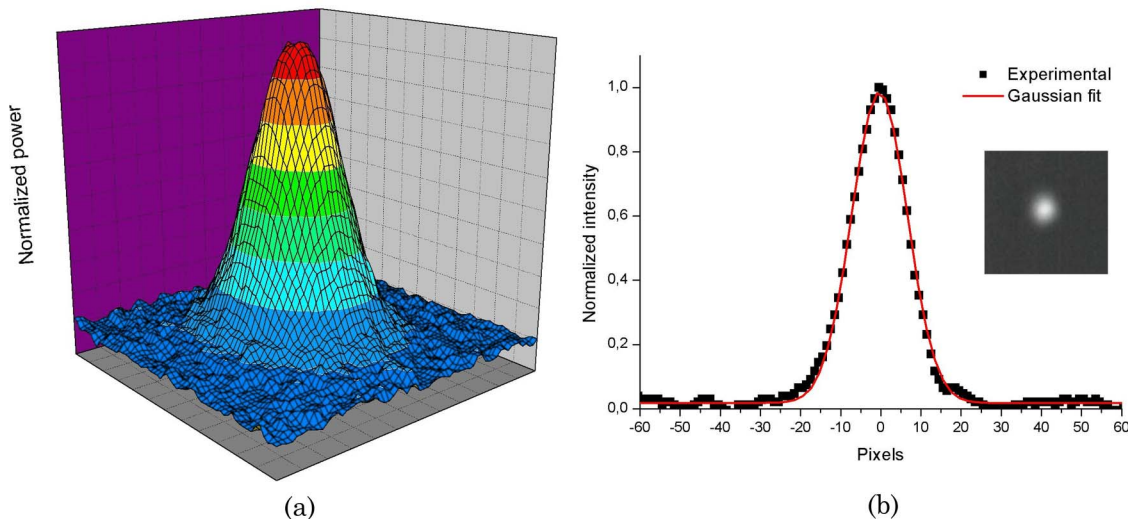 Normalized power
(a)
Normalized intensity
1,0
0,8
0,6
0,4
0,2
0,0
Experimental
Gaussian fit
-60 -50 -40 -30 -20 -10 0 10 20 30 40 50 60
Pixels
(b)